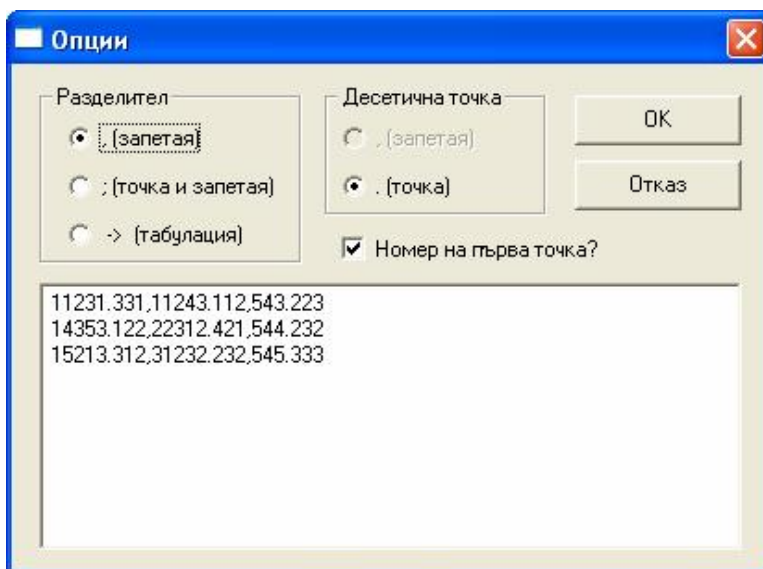 Опции
Разделител
, (запетая)
; (точка и запетая)
-> (табулация)
Десетична точка
, (запетая)
. (точка)
OK
Отказ
Номер на първа точка?
11231.331,11243.112,543.223
14353.122,22312.421,544.232
15213.312,31232.232,545.333